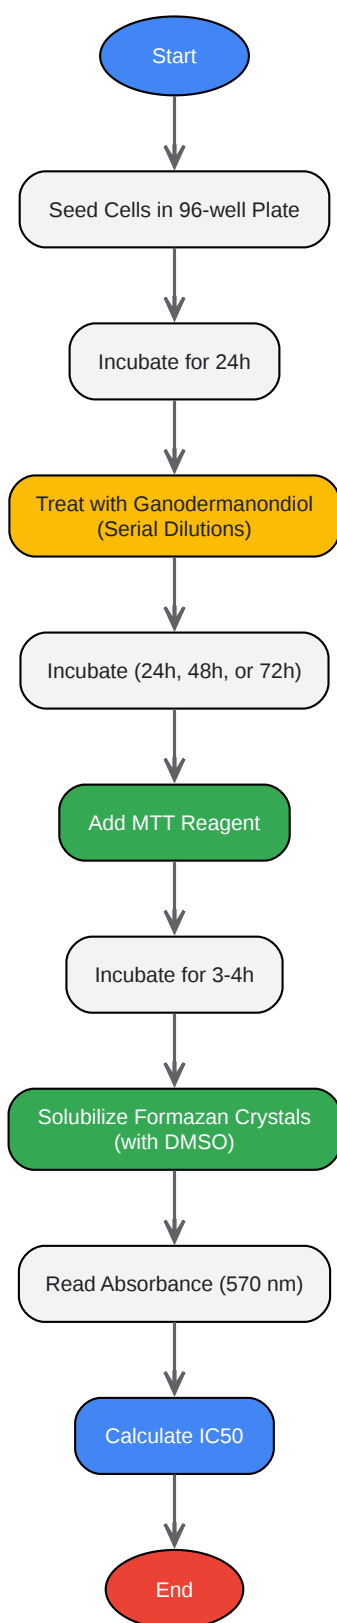 Start
Seed Cells in 96-well Plate
Incubate for 24h
Treat with Ganodermanondiol
(Serial Dilutions)
Incubate (24h, 48h, or 72h)
Add MTT Reagent
Incubate for 3-4h
Solubilize Formazan Crystals
(with DMSO)
Read Absorbance (570 nm)
Calculate IC50
End